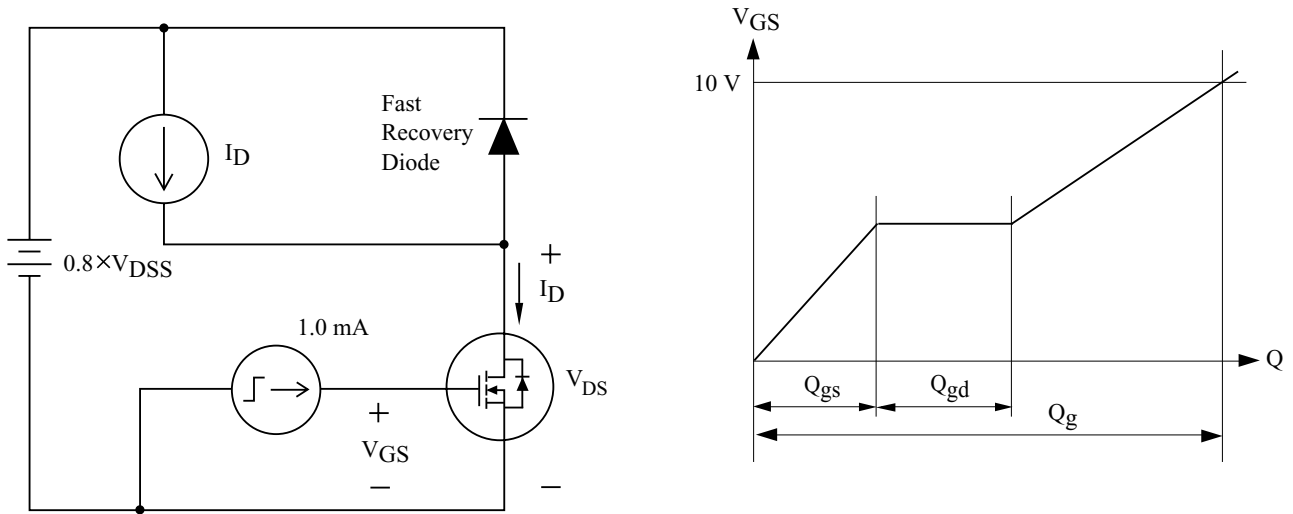 Fast
Recovery
Diode
I_D
0.8×V_DSS
+
I_D
1.0 mA
V_DS
+
V_GS
−
−
V_GS
10 V
Q
Q_gs
Q_gd
Q_g